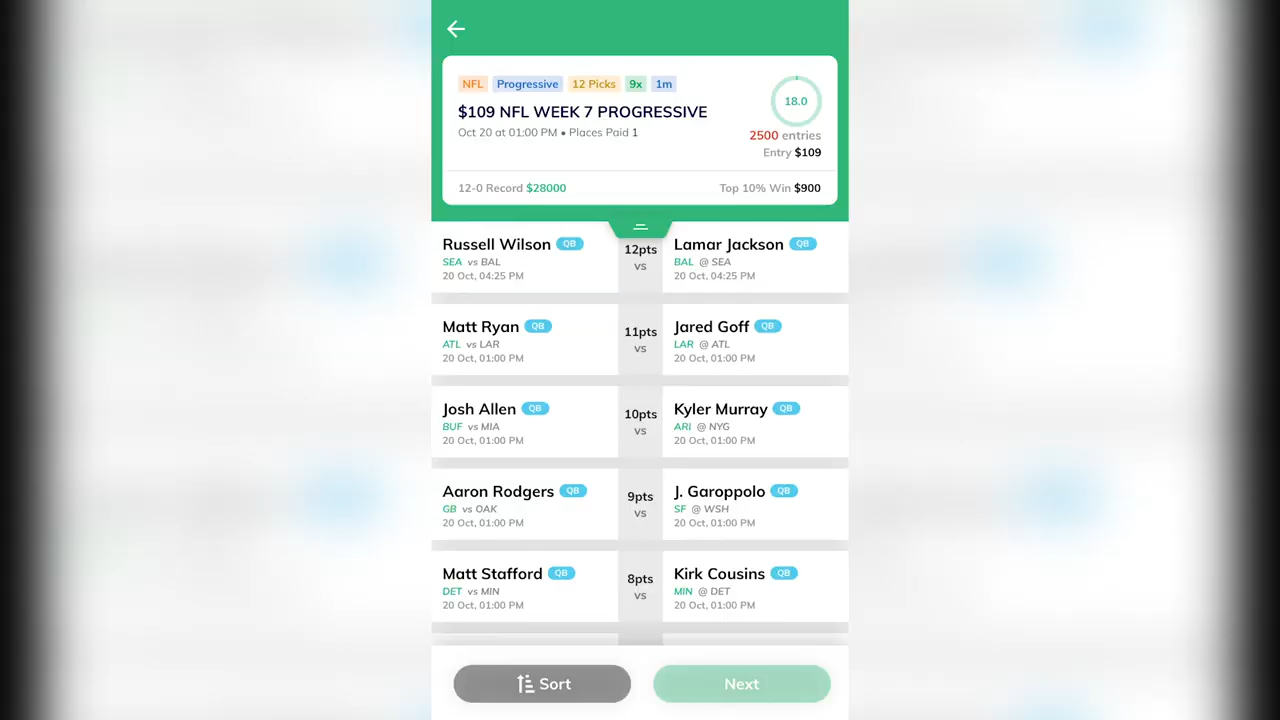 NFL Progressive 12 Picks 9x 1m
$109 NFL WEEK 7 PROGRESSIVE
Oct 20 at 01:00 PM • Places Paid 1
18.0
2500 entries
Entry $109
12-0 Record $28000
Top 10% Win $900
Russell Wilson QB
SEA vs BAL
20 Oct, 04:25 PM
12pts
vs
Lamar Jackson QB
BAL @ SEA
20 Oct, 04:25 PM
Matt Ryan QB
ATL vs LAR
20 Oct, 01:00 PM
11pts
vs
Jared Goff QB
LAR @ ATL
20 Oct, 01:00 PM
Josh Allen QB
BUF vs MIA
20 Oct, 01:00 PM
10pts
vs
Kyler Murray QB
ARI @ NYG
20 Oct, 01:00 PM
Aaron Rodgers QB
GB vs OAK
20 Oct, 01:00 PM
9pts
vs
J. Garoppolo QB
SF @ WSH
20 Oct, 01:00 PM
Matt Stafford QB
DET vs MIN
20 Oct, 01:00 PM
8pts
vs
Kirk Cousins QB
MIN @ DET
20 Oct, 01:00 PM
Sort
Next